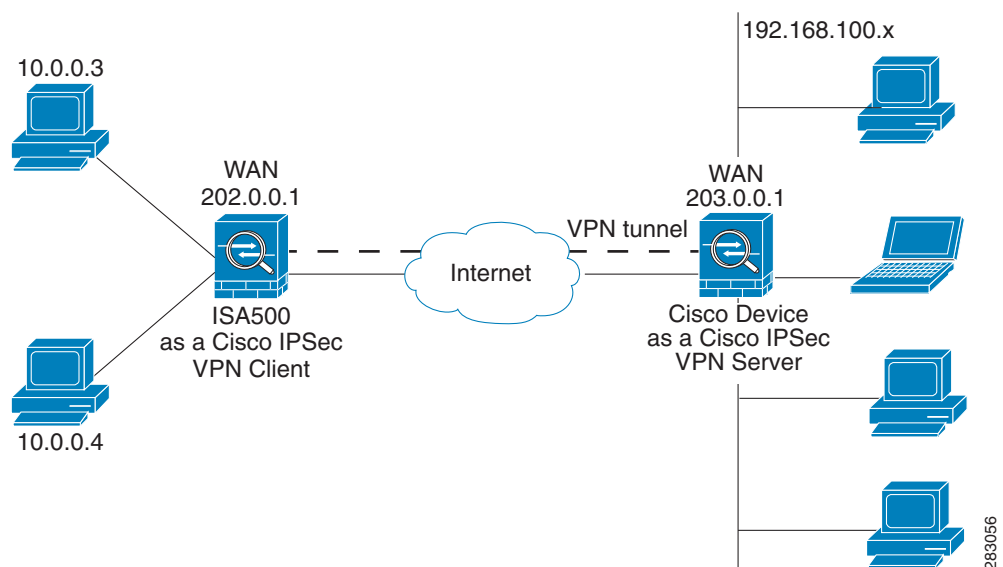 192.168.100.x
10.0.0.3
WAN
202.0.0.1
WAN
203.0.0.1
VPN tunnel
Internet
ISA500
as a Cisco IPSec
VPN Client
Cisco Device
as a Cisco IPSec
VPN Server
10.0.0.4
283056